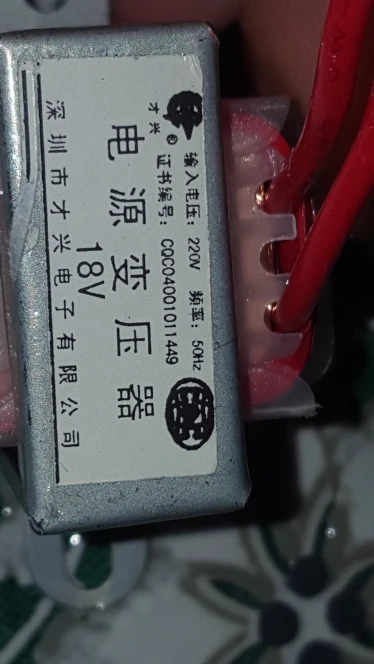 才兴®
输入电压: 220V 频率: 50Hz
证书编号: CQC04001011449
电源变压器
18V
深圳市才兴电子有限公司